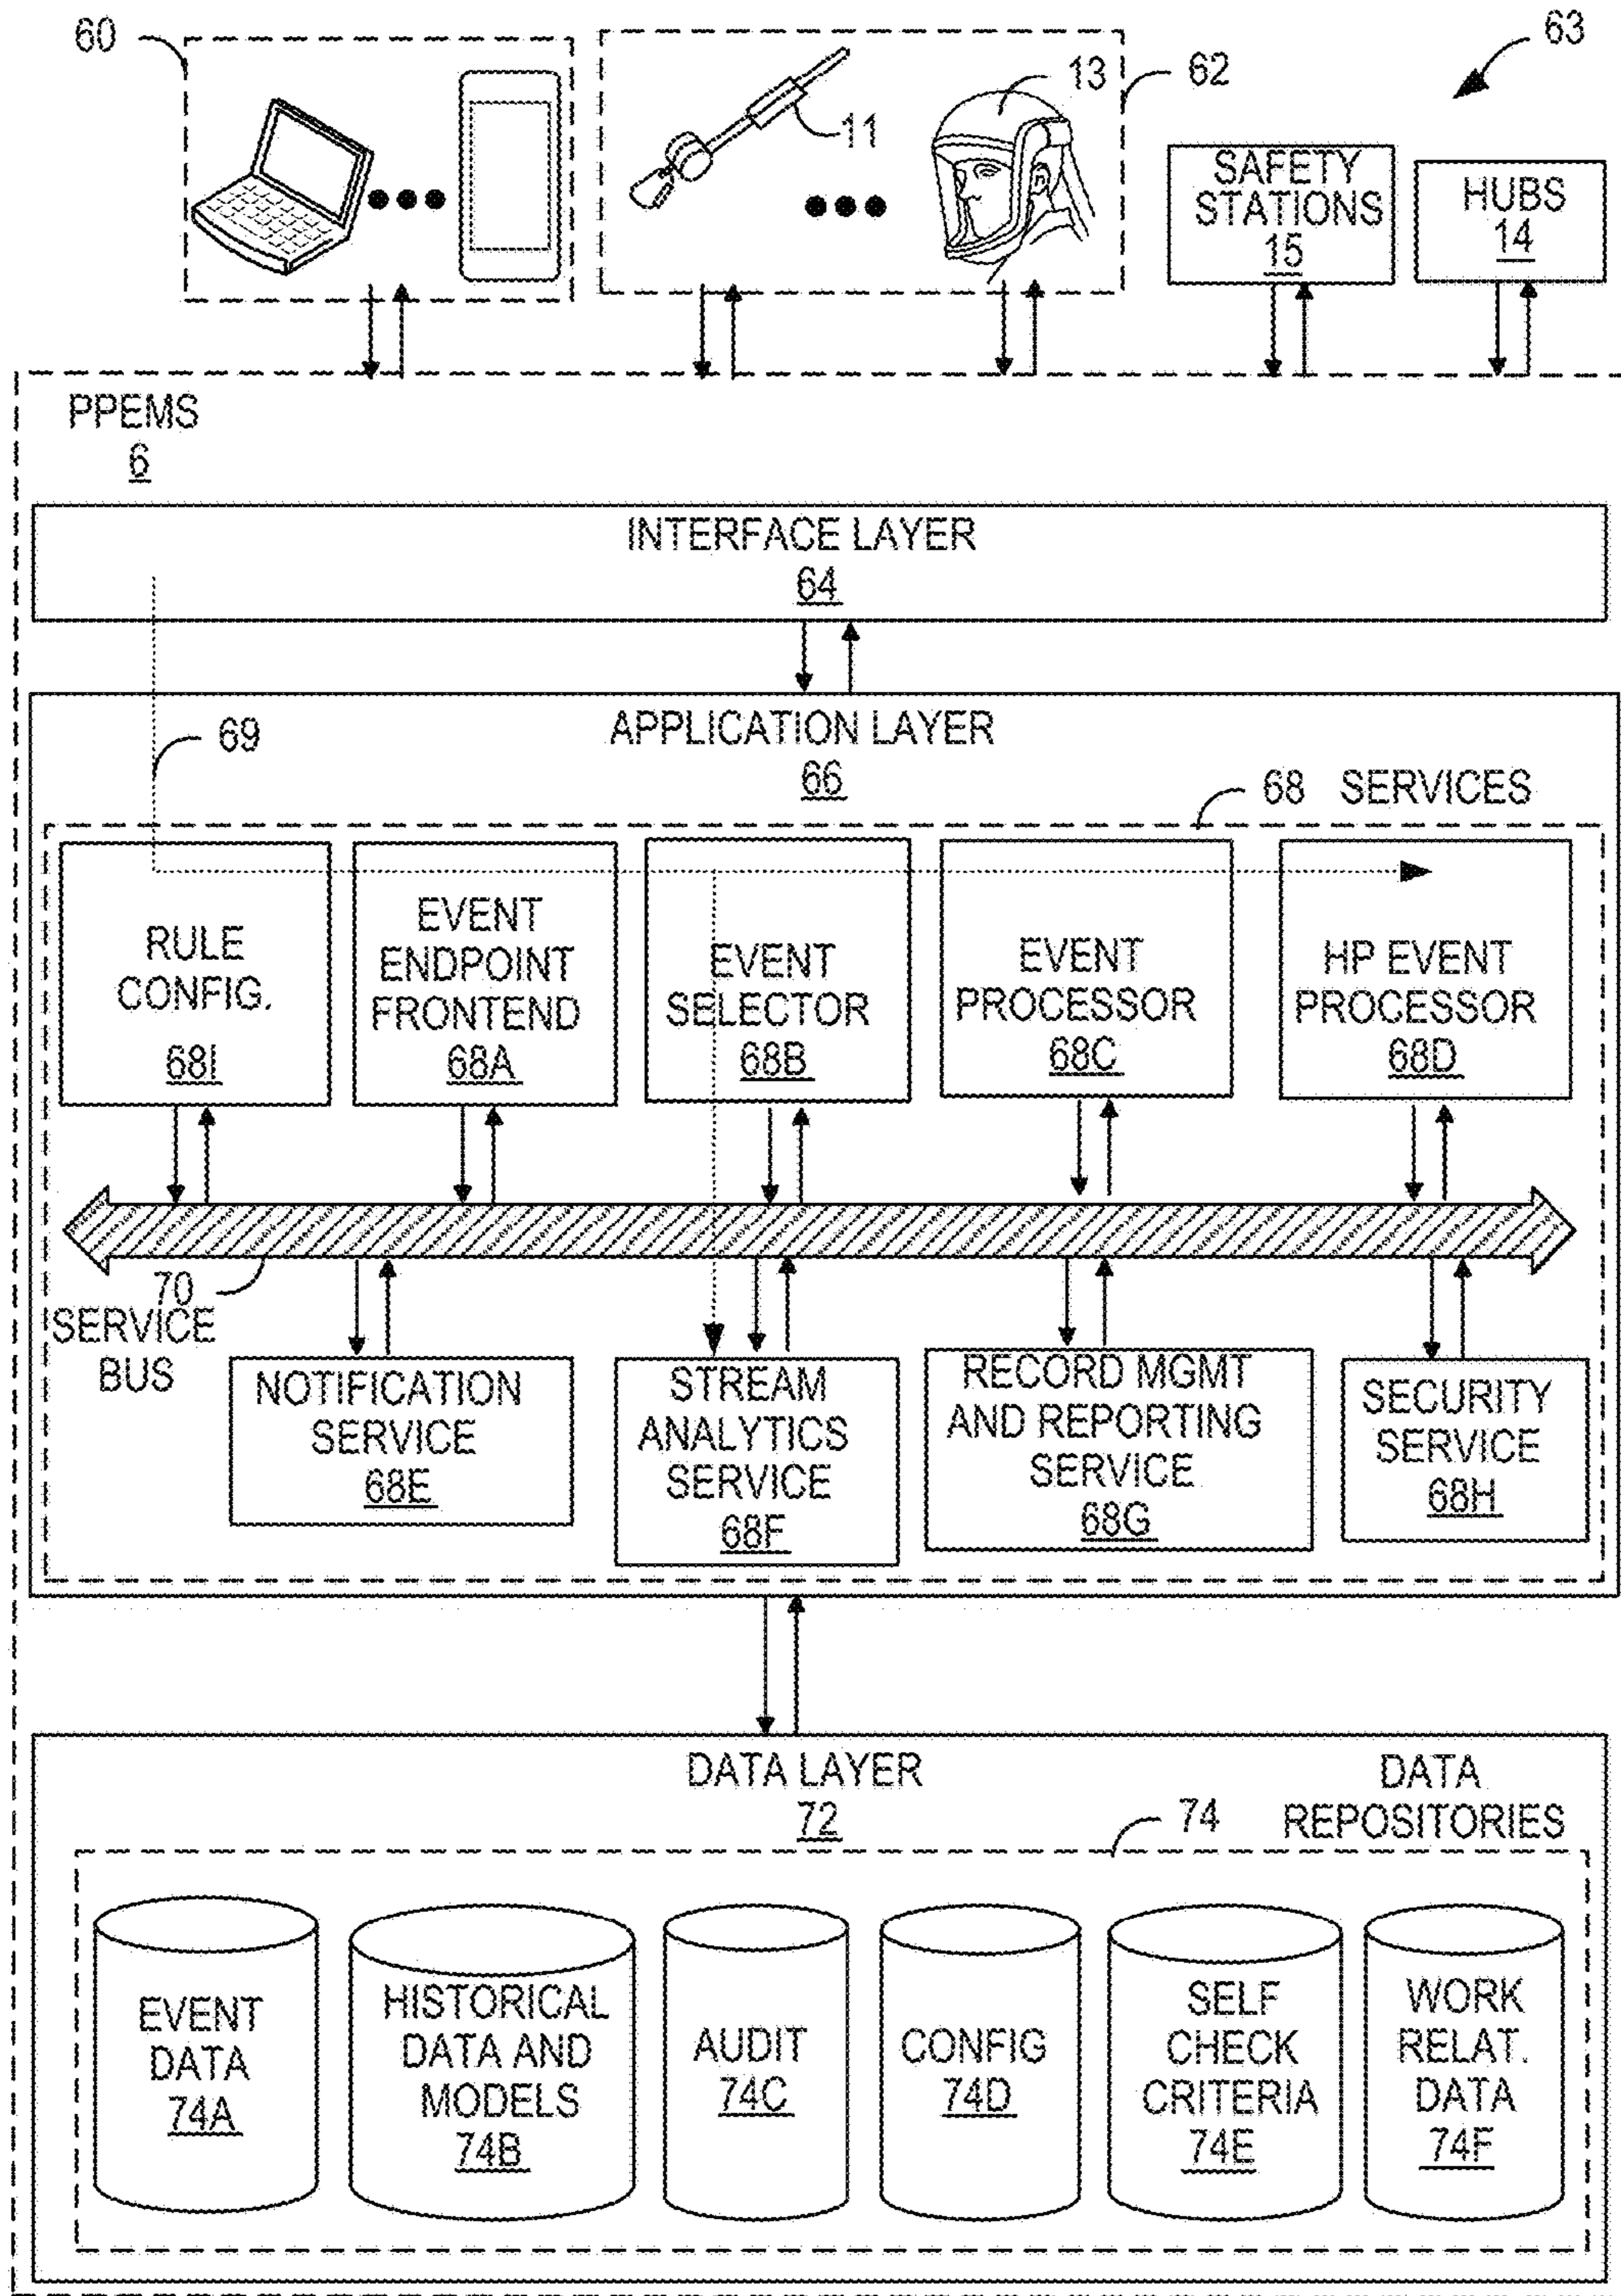 60
11
13
62
63
SAFETY
STATIONS
15
HUBS
14
PPEMS
6
INTERFACE LAYER
64
69
APPLICATION LAYER
66
68 SERVICES
RULE
CONFIG.
68I
EVENT
ENDPOINT
FRONTEND
68A
EVENT
SELECTOR
68B
EVENT
PROCESSOR
68C
HP EVENT
PROCESSOR
68D
70
SERVICE
BUS
NOTIFICATION
SERVICE
68E
STREAM
ANALYTICS
SERVICE
68F
RECORD MGMT
AND REPORTING
SERVICE
68G
SECURITY
SERVICE
68H
DATA LAYER
72
74
DATA
REPOSITORIES
EVENT
DATA
74A
HISTORICAL
DATA AND
MODELS
74B
AUDIT
74C
CONFIG
74D
SELF
CHECK
CRITERIA
74E
WORK
RELAT.
DATA
74F